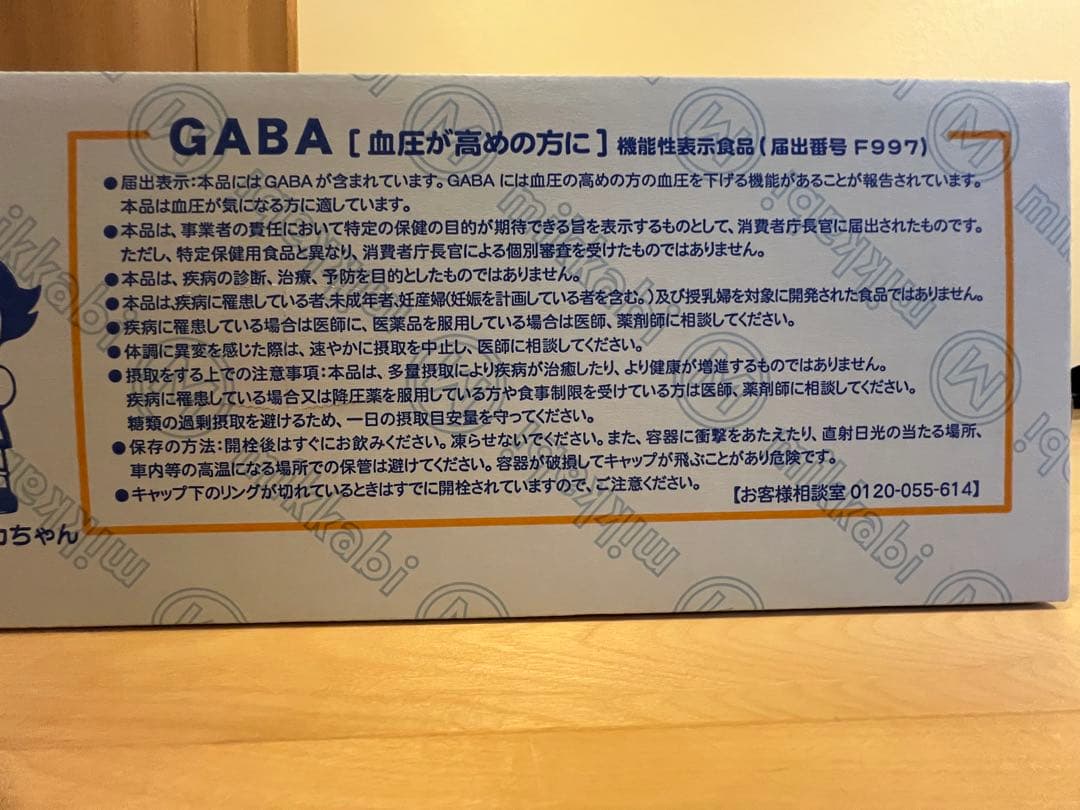 GABA [血圧が高めの方に] 機能性表示食品(届出番号 F997)
●届出表示:本品にはGABAが含まれています。GABAには血圧の高めの方の血圧を下げる機能があることが報告されています。
本品は血圧が気になる方に適しています。
●本品は、事業者の責任において特定の保健の目的が期待できる旨を表示するものとして、消費者庁長官に届出されたものです。
ただし、特定保健用食品と異なり、消費者庁長官による個別審査を受けたものではありません。
●本品は、疾病の診断、治療、予防を目的としたものではありません。
●本品は、疾病に罹患している者、未成年者、妊産婦(妊娠を計画している者を含む。)及び授乳婦を対象に開発された食品ではありません。
●疾病に罹患している場合は医師に、医薬品を服用している場合は医師、薬剤師に相談してください。
●体調に異変を感じた際は、速やかに摂取を中止し、医師に相談してください。
●摂取をする上での注意事項:本品は、多量摂取により疾病が治癒したり、より健康が増進するものではありません。
疾病に罹患している場合又は降圧薬を服用している方や食事制限を受けている方は医師、薬剤師に相談してください。
糖類の過剰摂取を避けるため、一日の摂取目安量を守ってください。
●保存の方法:開栓後はすぐにお飲みください。凍らせないでください。また、容器に衝撃をあたえたり、直射日光の当たる場所、
車内等の高温になる場所での保管は避けてください。容器が破損してキャップが飛ぶことがあり危険です。
●キャップ下のリングが切れているときはすでに開栓されていますので、ご注意ください。
【お客様相談室 0120-055-614】
ちゃん
mikkabi
mikkabi
mikkabi
mikkabi
mikkabi
mikkabi